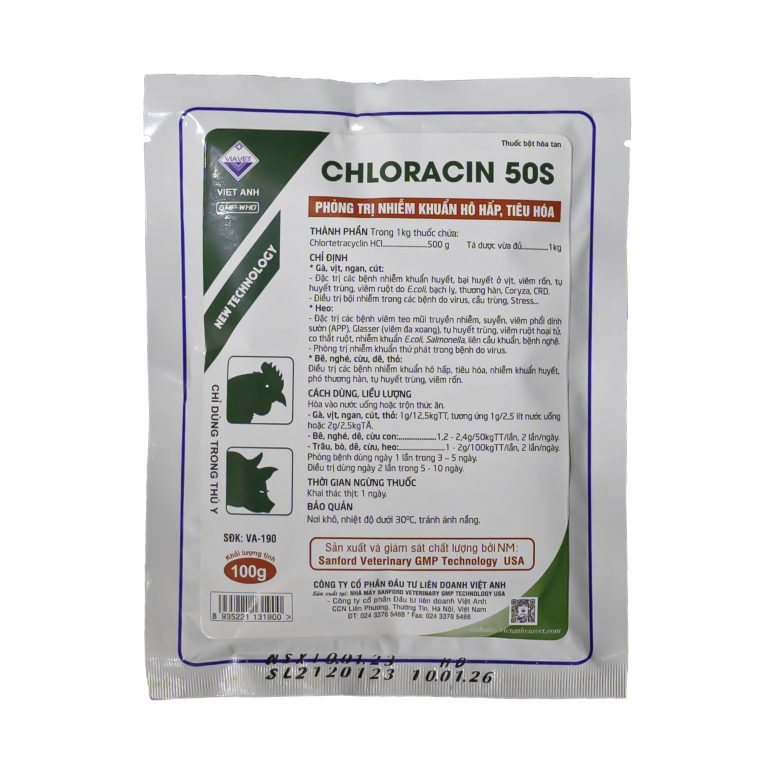 VIAVET
VIET ANH
GMP-WHO
NEW TECHNOLOGY
CHỈ DÙNG TRONG THÚ Y
SĐK: VA-190
Khối lượng tịnh
100g
8 935221 131900 >
Thuốc bột hòa tan
CHLORACIN 50S
PHÒNG TRỊ NHIỄM KHUẨN HÔ HẤP, TIÊU HÓA
THÀNH PHẦN Trong 1kg thuốc chứa:
Chlortetracyclin HCl....................500 g Tá dược vừa đủ..............1kg
CHỈ ĐỊNH
* Gà, vịt, ngan, cút:
- Đặc trị các bệnh nhiễm khuẩn huyết, bại huyết ở vịt, viêm rốn, tụ
huyết trùng, viêm ruột do E.coli, bạch lỵ, thương hàn, Coryza, CRD.
- Điều trị bội nhiễm trong các bệnh do virus, cầu trùng, Stress...
* Heo:
- Đặc trị các bệnh viêm teo mũi truyền nhiễm, suyễn, viêm phổi dính
sườn (APP), Glasser (viêm đa xoang), tụ huyết trùng, viêm ruột hoại tử,
co thắt ruột, nhiễm khuẩn E.coli, Salmonella, liên cầu khuẩn, bệnh nghệ.
- Phòng trị nhiễm khuẩn thứ phát trong bệnh do virus.
* Bê, nghé, cừu, dê, thỏ:
Điều trị các bệnh nhiễm khuẩn hô hấp, tiêu hóa, nhiễm khuẩn huyết,
phó thương hàn, tụ huyết trùng, viêm rốn.
CÁCH DÙNG, LIỀU LƯỢNG
Hòa vào nước uống hoặc trộn thức ăn.
- Gà, vịt, ngan, cút, thỏ: 1g/12,5kgTT, tương ứng 1g/2,5 lít nước uống
hoặc 2g/2,5kgTĂ.
- Bê, nghé, dê, cừu con:....................1,2 - 2,4g/50kgTT/lần, 2 lần/ngày.
- Trâu, bò, dê, cừu, heo:....................1 - 2g/100kgTT/lần, 2 lần/ngày.
Phòng bệnh dùng ngày 1 lần trong 3 – 5 ngày.
Điều trị dùng ngày 2 lần trong 5 - 10 ngày.
THỜI GIAN NGỪNG THUỐC
Khai thác thịt: 1 ngày.
BẢO QUẢN
Nơi khô, nhiệt độ dưới 30ºC, tránh ánh nắng.
Sản xuất và giám sát chất lượng bởi NM:
Sanford Veterinary GMP Technology USA
CÔNG TY CỔ PHẦN ĐẦU TƯ LIÊN DOANH VIỆT ANH
Sản xuất tại: NHÀ MÁY SANFORD VETERINARY GMP TECHNOLOGY USA
- Công ty cổ phần đầu tư liên doanh Việt Anh
CCN Liên Phương, Thường Tín, Hà Nội, Việt Nam
ĐT: 024 3376 5468 * Fax: 024 3376 5466
NSX10.01.23 HD
SL2120123 10.01.26